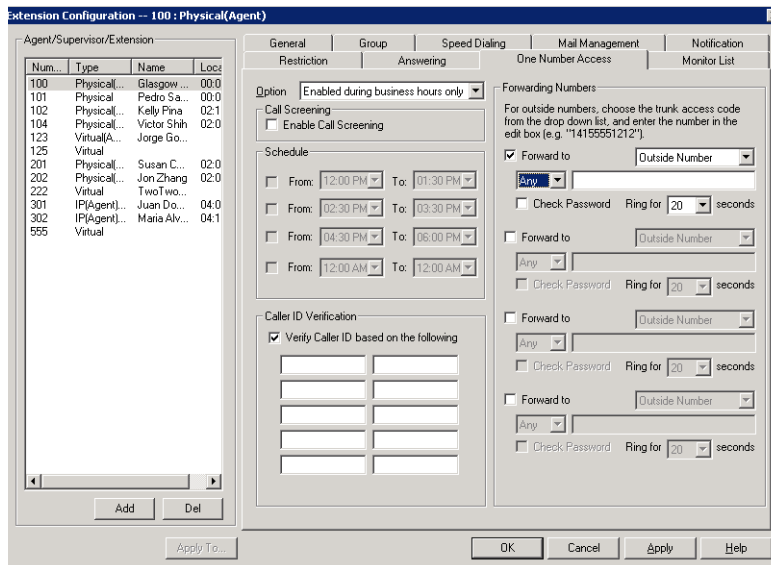 Extension Configuration -- 100 : Physical(Agent)
Agent/Supervisor/Extension
Num... Type Name Loca
100 Physical(... Glasgow ... 00:0
101 Physical Pedro Sa... 00:0
102 Physical(... Kelly Pina 02:1
104 Physical(... Victor Shih 02:0
123 Virtual(A... Jorge Go...
125 Virtual
201 Physical(... Susan C... 02:0
202 Physical(... Jon Zhang 02:0
222 Virtual TwoTwo...
301 IP(Agent)... Juan Do... 04:0
302 IP(Agent)... Maria Alv... 04:1
555 Virtual
Add Del
Apply To...
General Group Speed Dialing Mail Management Notification
Restriction Answering One Number Access Monitor List
Option Enabled during business hours only
Call Screening
Enable Call Screening
Schedule
From: 12:00 PM To: 01:30 PM
From: 02:30 PM To: 03:30 PM
From: 04:30 PM To: 06:00 PM
From: 12:00 AM To: 12:00 AM
Caller ID Verification
Verify Caller ID based on the following
Forwarding Numbers
For outside numbers, choose the trunk access code
from the drop down list, and enter the number in the
edit box (e.g. "14155551212").
Forward to Outside Number
Any
Check Password Ring for 20 seconds
Forward to Outside Number
Any
Check Password Ring for 20 seconds
Forward to Outside Number
Any
Check Password Ring for 20 seconds
Forward to Outside Number
Any
Check Password Ring for 20 seconds
OK Cancel Apply Help